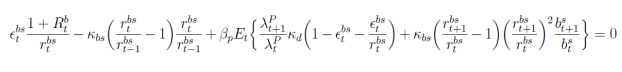 $\epsilon_t^{bs} \frac{1 + R_t^b}{r_t^{bs}} - \kappa_{bs} \left( \frac{r_t^{bs}}{r_{t-1}^{bs}} - 1 \right) \frac{r_t^{bs}}{r_{t-1}^{bs}} + \beta_p E_t \left\{ \frac{\lambda_{t+1}^P}{\lambda_t^P} \kappa_d \left( 1 - \epsilon_t^{bs} - \frac{\epsilon_t^{bs}}{r_t^{bs}} \right) + \kappa_{bs} \left( \frac{r_{t+1}^{bs}}{r_t^{bs}} - 1 \right) \left( \frac{r_{t+1}^{bs}}{r_t^{bs}} \right)^2 \frac{b_{t+1}^s}{b_t^s} \right\} = 0$